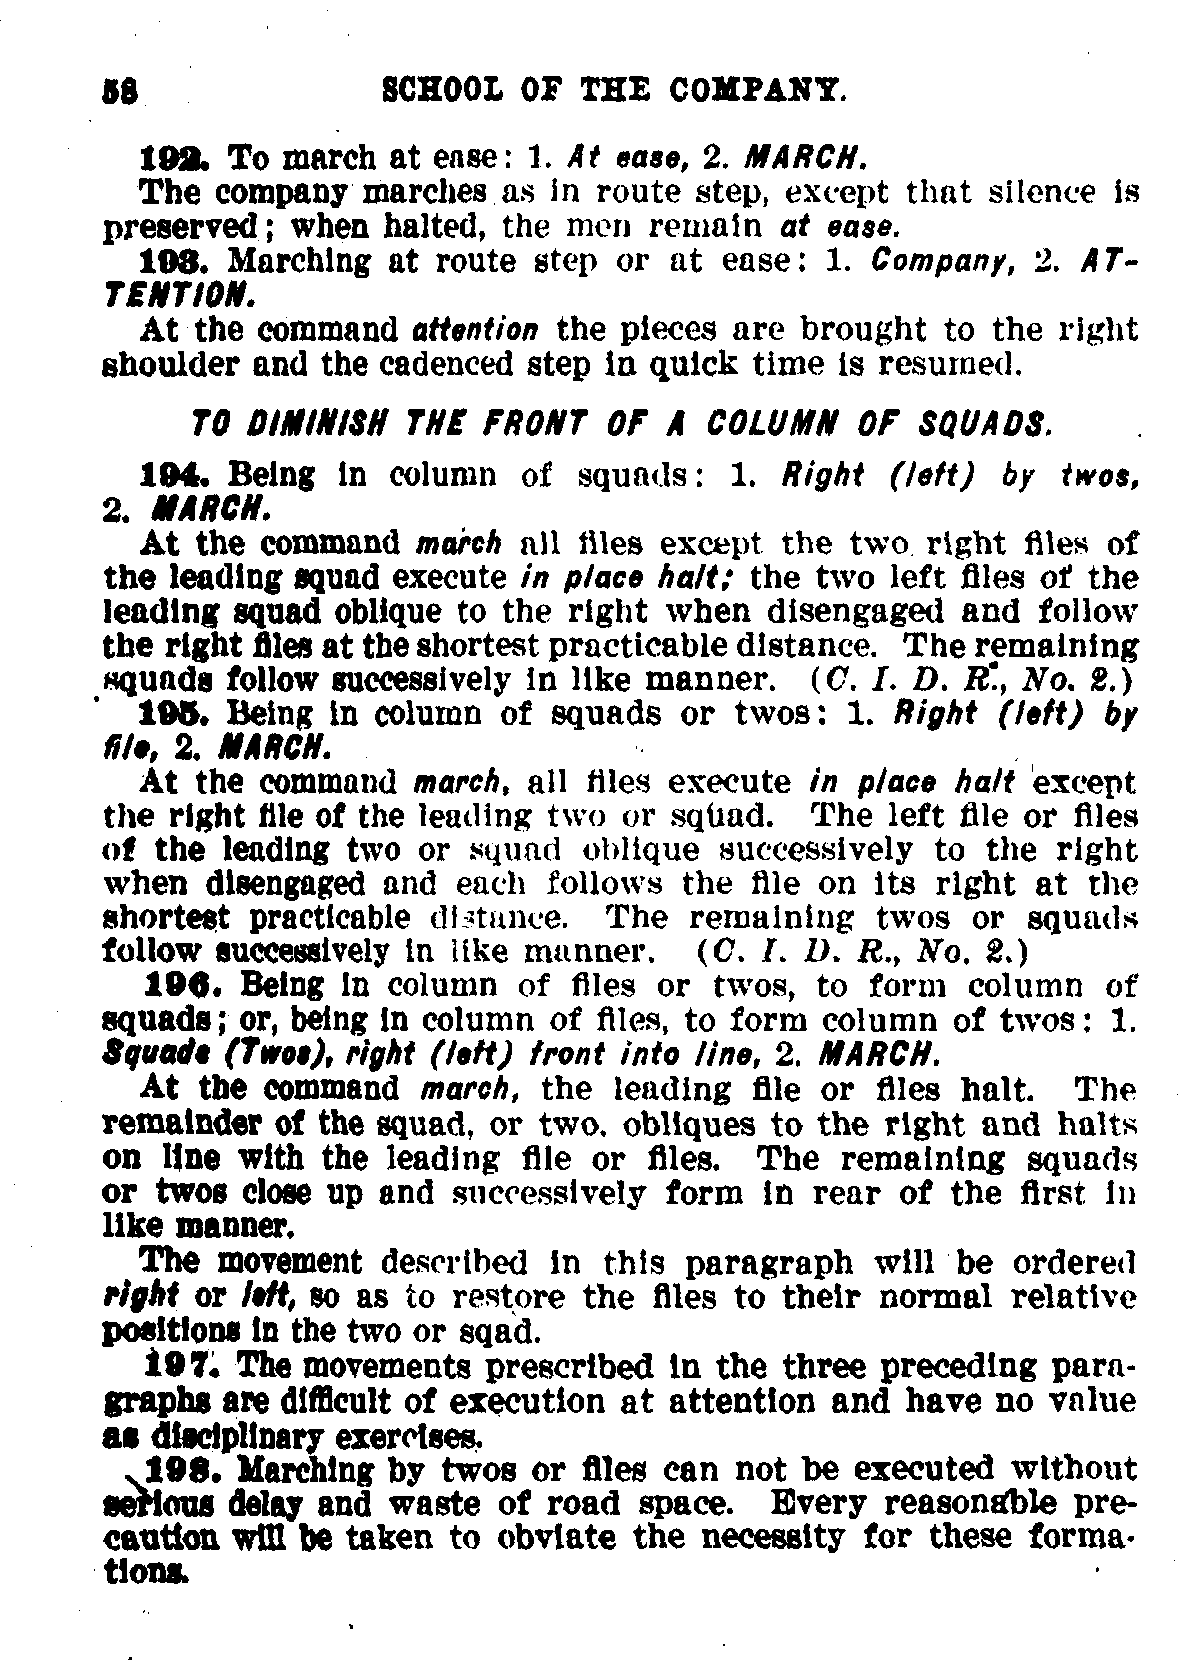 58 SCHOOL OF THE COMPANY.
192. To march at ease: 1. At ease, 2. MARCH.
The company marches as in route step, except that silence is
preserved; when halted, the men remain at ease.
193. Marching at route step or at ease: 1. Company, 2. AT-
TENTION.
At the command attention the pieces are brought to the right
shoulder and the cadenced step in quick time is resumed.
TO DIMINISH THE FRONT OF A COLUMN OF SQUADS.
194. Being in column of squads: 1. Right (left) by twos,
2. MARCH.
At the command march all files except the two right files of
the leading squad execute in place halt; the two left files of the
leading squad oblique to the right when disengaged and follow
the right files at the shortest practicable distance. The remaining
squads follow successively in like manner. (C. I. D. R., No. 2.)
195. Being in column of squads or twos: 1. Right (left) by
file, 2. MARCH.
At the command march, all files execute in place halt except
the right file of the leading two or squad. The left file or files
of the leading two or squad oblique successively to the right
when disengaged and each follows the file on its right at the
shortest practicable distance. The remaining twos or squads
follow successively in like manner. (C. I. D. R., No. 2.)
196. Being in column of files or twos, to form column of
squads; or, being in column of files, to form column of twos: 1.
Squads (Twos), right (left) front into line, 2. MARCH.
At the command march, the leading file or files halt. The
remainder of the squad, or two, obliques to the right and halts
on line with the leading file or files. The remaining squads
or twos close up and successively form in rear of the first in
like manner.
The movement described in this paragraph will be ordered
right or left, so as to restore the files to their normal relative
positions in the two or sqad.
197. The movements prescribed in the three preceding para-
graphs are difficult of execution at attention and have no value
as disciplinary exercises.
198. Marching by twos or files can not be executed without
serious delay and waste of road space. Every reasonable pre-
caution will be taken to obviate the necessity for these forma-
tions.